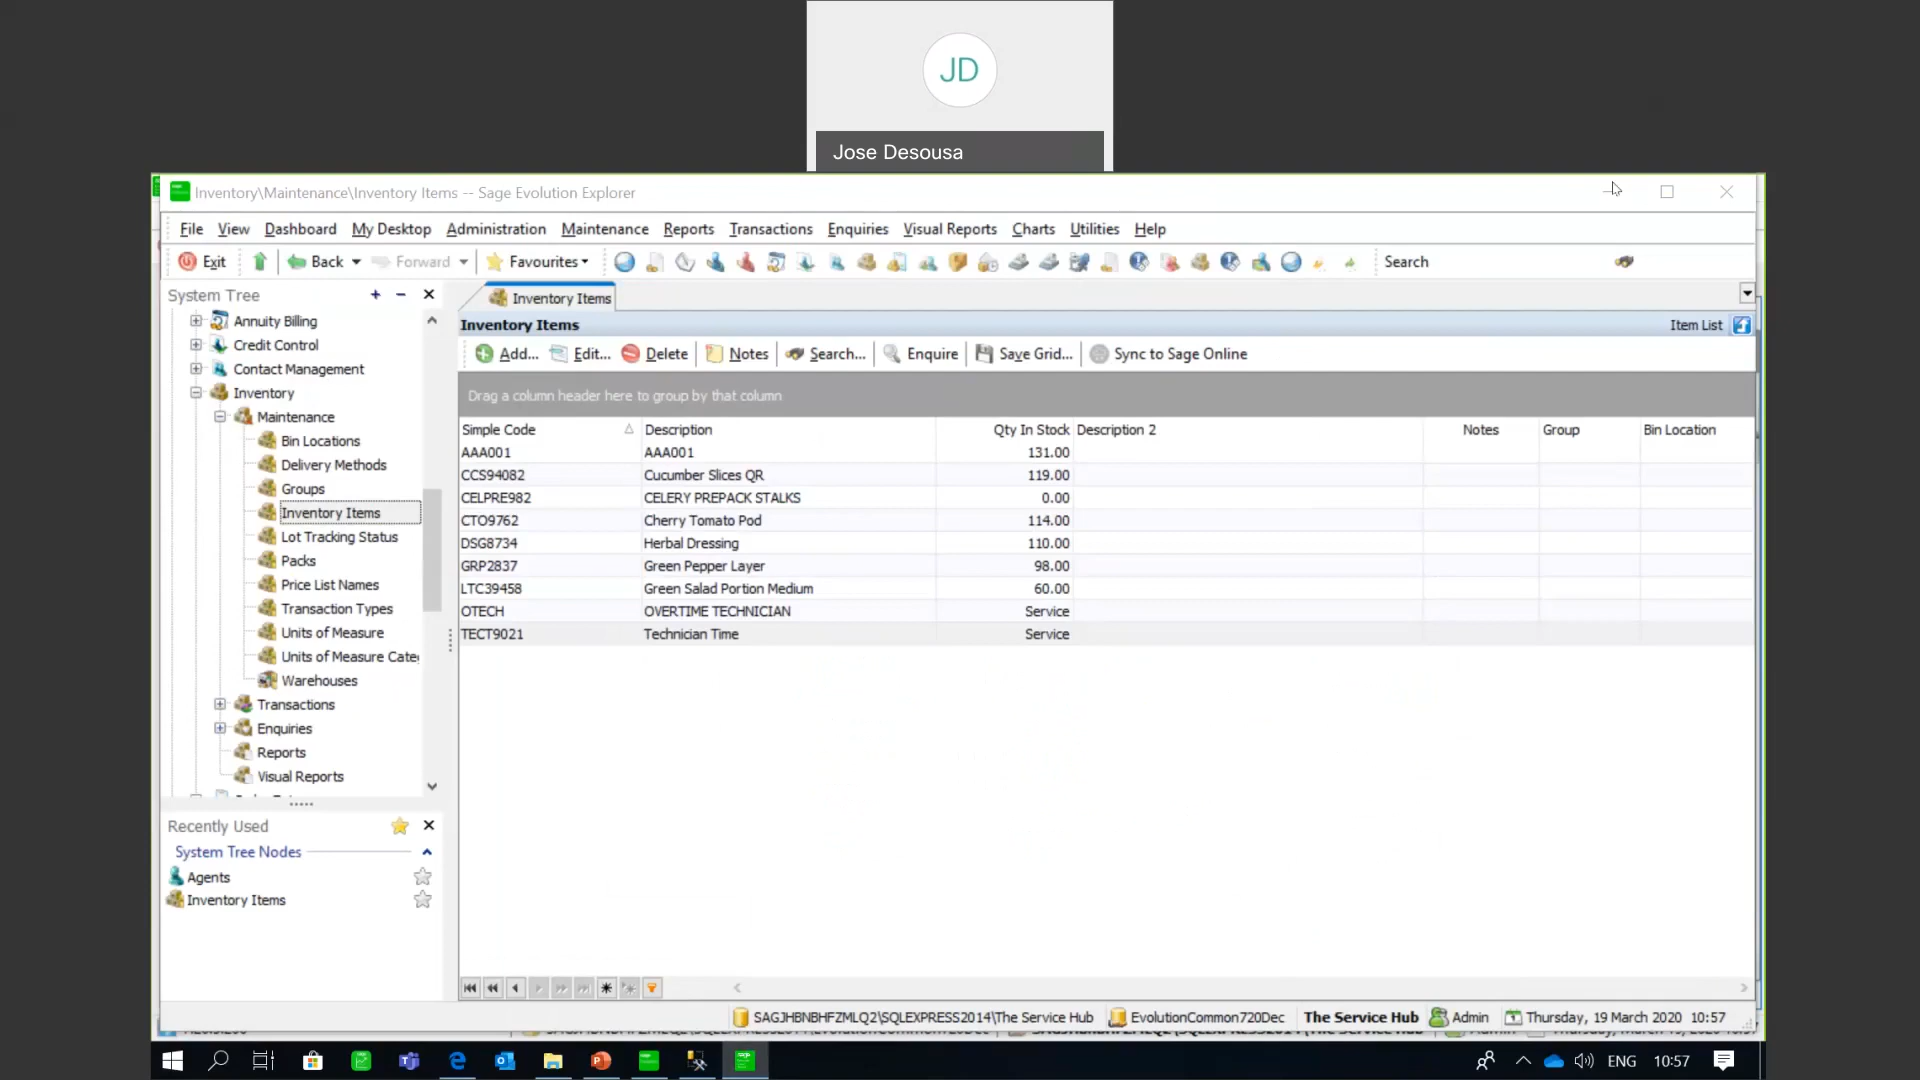 JD
Jose Desousa
Inventory\Maintenance\Inventory Items -- Sage Evolution Explorer
File View Dashboard My Desktop Administration Maintenance Reports Transactions Enquiries Visual Reports Charts Utilities Help
Exit Back Forward Favourites Search
System Tree
Annuity Billing
Credit Control
Contact Management
Inventory
Maintenance
Bin Locations
Delivery Methods
Groups
Inventory Items
Lot Tracking Status
Packs
Price List Names
Transaction Types
Units of Measure
Units of Measure Cate
Warehouses
Transactions
Enquiries
Reports
Visual Reports
Recently Used
System Tree Nodes
Agents
Inventory Items
Inventory Items
Inventory Items Item List
Add... Edit... Delete Notes Search... Enquire Save Grid... Sync to Sage Online
Drag a column header here to group by that column
Simple Code Description Qty In Stock Description 2 Notes Group Bin Location
AAA001 AAA001 131.00
CCS94082 Cucumber Slices QR 119.00
CELPRE982 CELERY PREPACK STALKS 0.00
CTO9762 Cherry Tomato Pod 114.00
DSG8734 Herbal Dressing 110.00
GRP2837 Green Pepper Layer 98.00
LTC39458 Green Salad Portion Medium 60.00
OTECH OVERTIME TECHNICIAN Service
TECT9021 Technician Time Service
SAGJHBNBHFZMLQ2\SQLEXPRESS2014\The Service Hub EvolutionCommon720Dec The Service Hub Admin Thursday, 19 March 2020 10:57
ENG 10:57